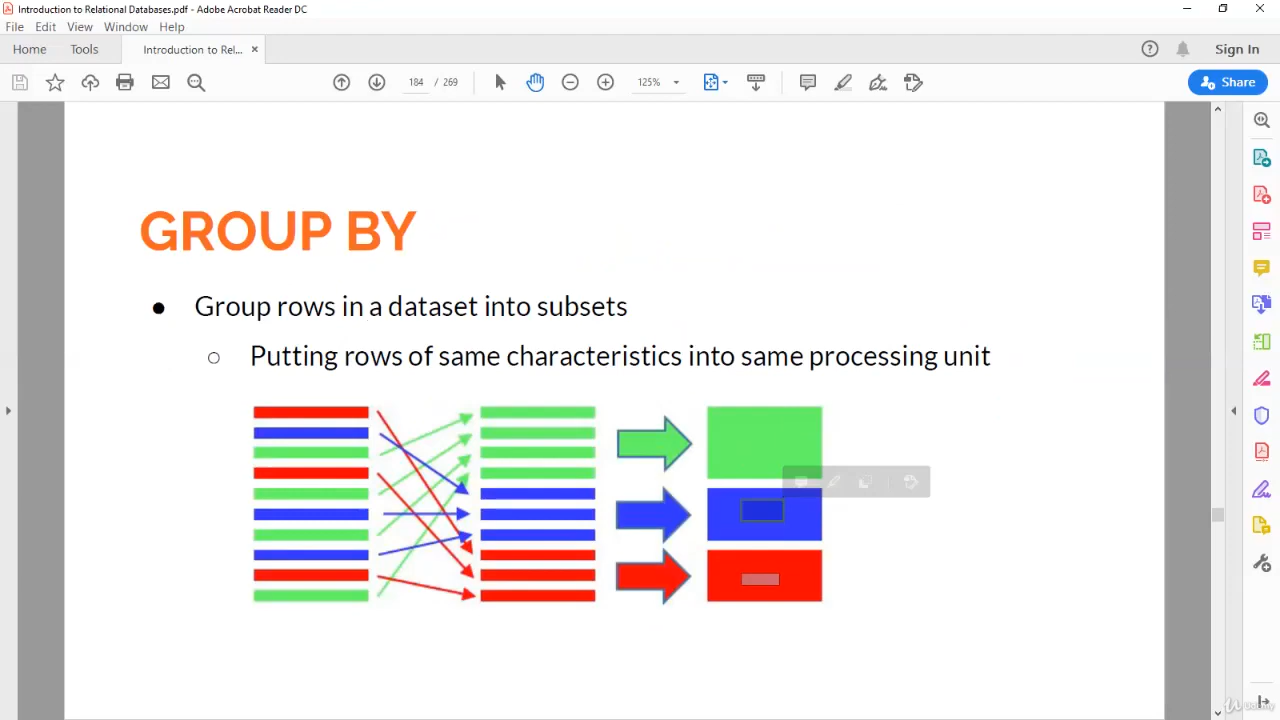 Introduction to Relational Databases.pdf - Adobe Acrobat Reader DC
File Edit View Window Help
Home Tools Introduction to Rel... × Sign In
184 / 269 125% Share
GROUP BY
● Group rows in a dataset into subsets
○ Putting rows of same characteristics into same processing unit
Udemy